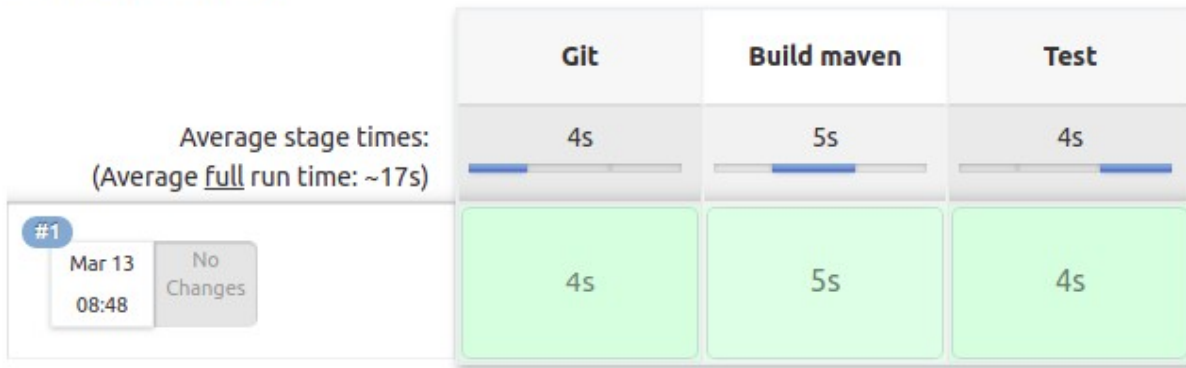 Git Build maven Test
Average stage times: 4s 5s 4s
(Average full run time: ~17s)
#1
Mar 13 No
Changes
08:48
4s 5s 4s